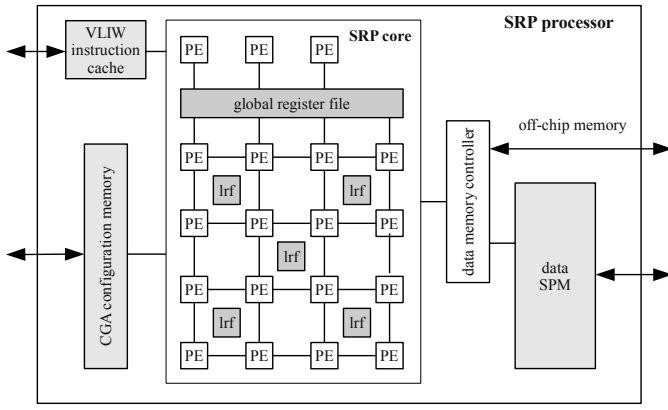 SRP processor
VLIW
instruction
cache
SRP core
PE PE PE
global register file
PE PE PE PE
lrf lrf
PE PE PE PE
lrf
PE PE PE PE
lrf lrf
PE PE PE PE
CGA configuration memory
data memory controller
off-chip memory
data
SPM